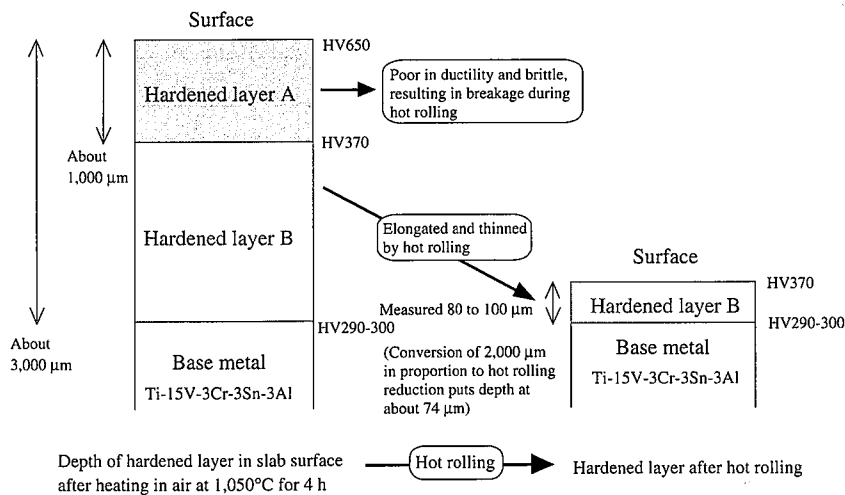 Surface
HV650
Hardened layer A
Poor in ductility and brittle,
resulting in breakage during
hot rolling
HV370
About
1,000 μm
Hardened layer B
Elongated and thinned
by hot rolling
Surface
HV370
Measured 80 to 100 μm
Hardened layer B
HV290-300
HV290-300
About
3,000 μm
Base metal
Ti-15V-3Cr-3Sn-3Al
(Conversion of 2,000 μm
in proportion to hot rolling
reduction puts depth at
about 74 μm)
Base metal
Ti-15V-3Cr-3Sn-3Al
Depth of hardened layer in slab surface
after heating in air at 1,050°C for 4 h
Hot rolling
Hardened layer after hot rolling